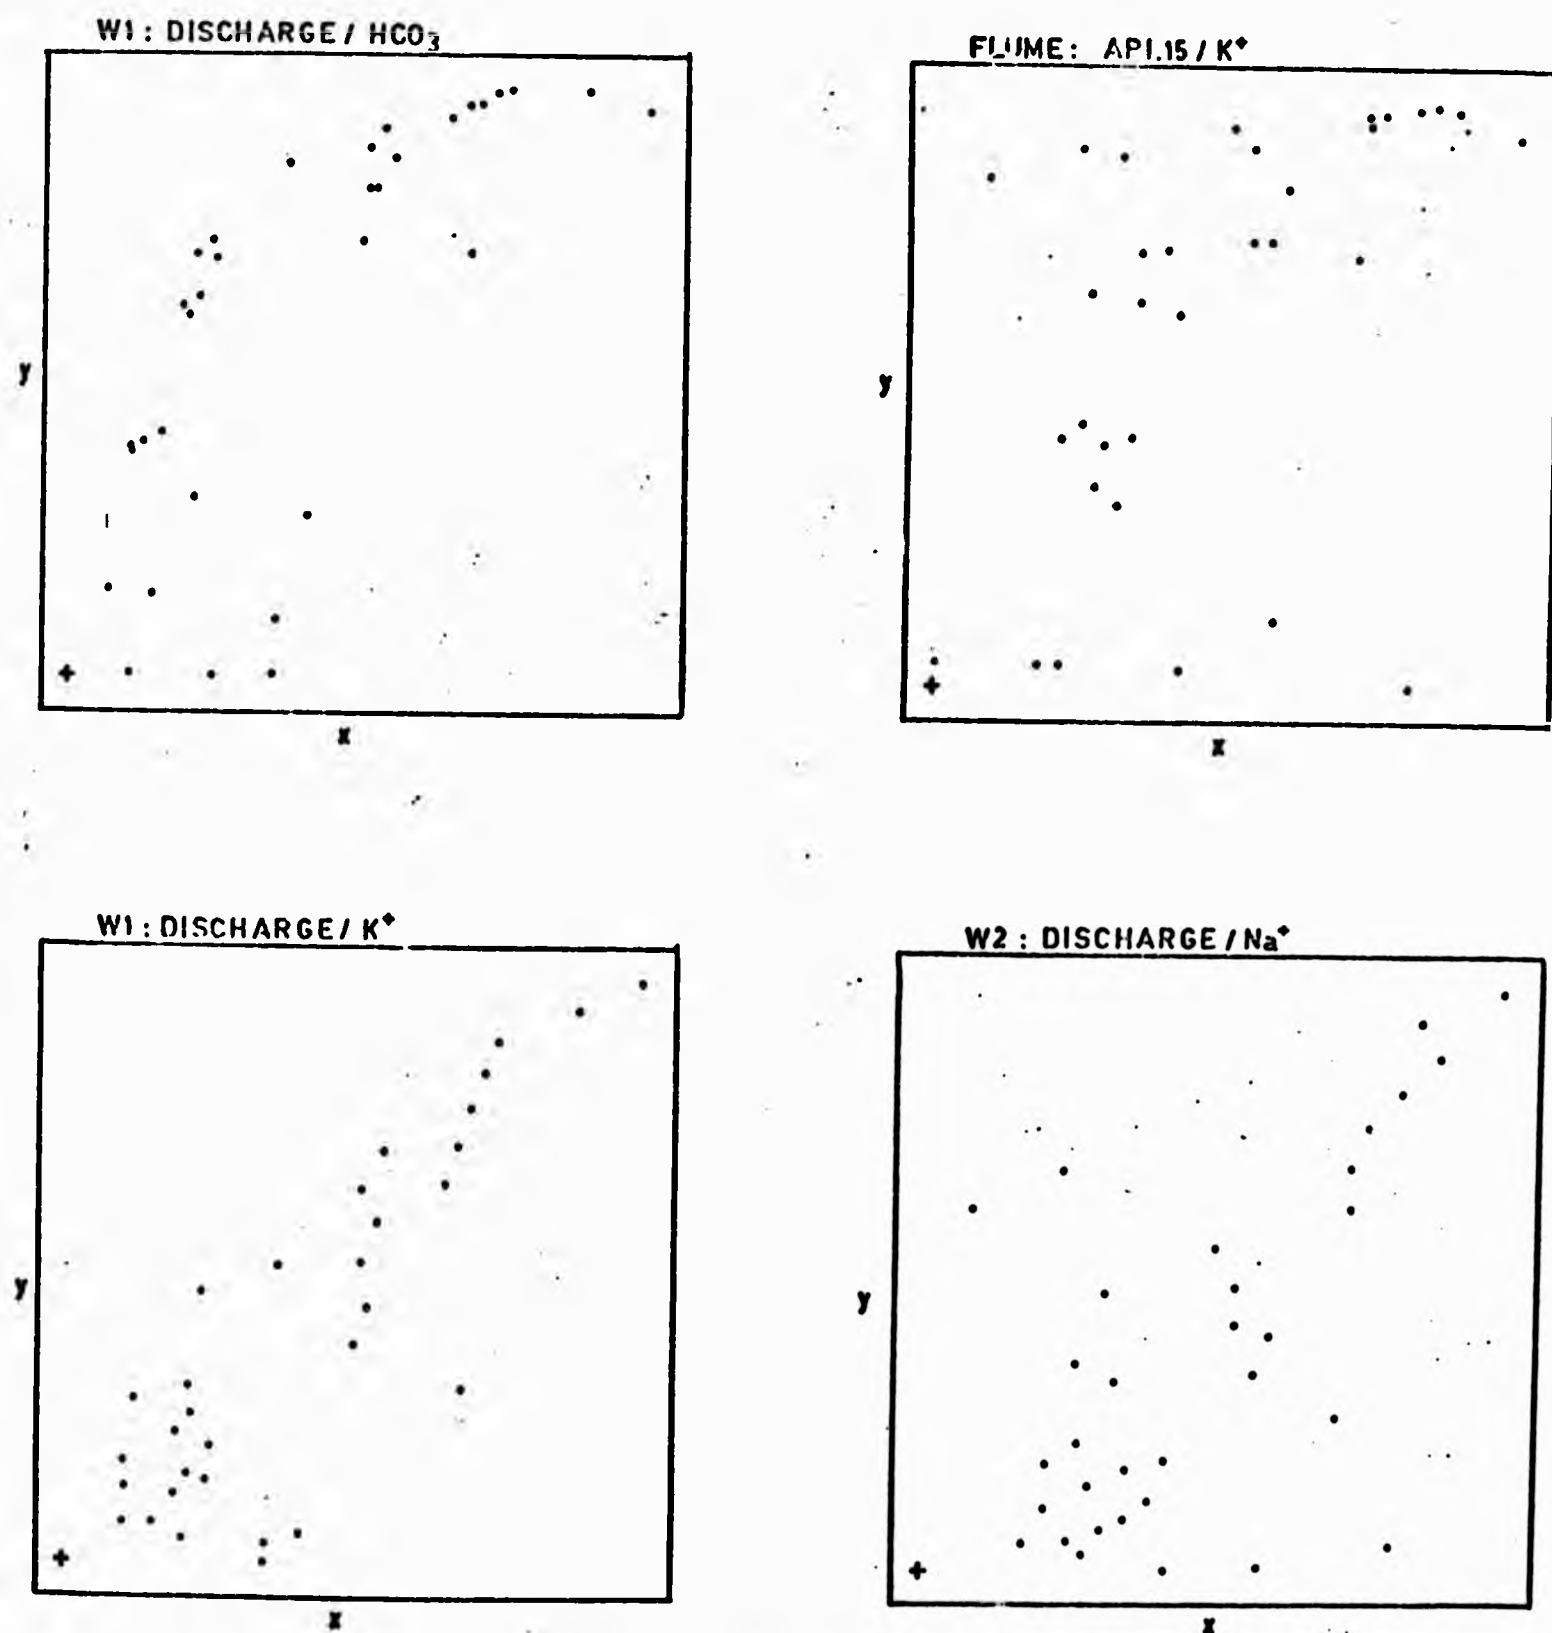 W1 : DISCHARGE / HCO₃
y
x
FLUME : API.15 / K⁺
y
x
W1 : DISCHARGE / K⁺
y
x
W2 : DISCHARGE / Na⁺
y
x